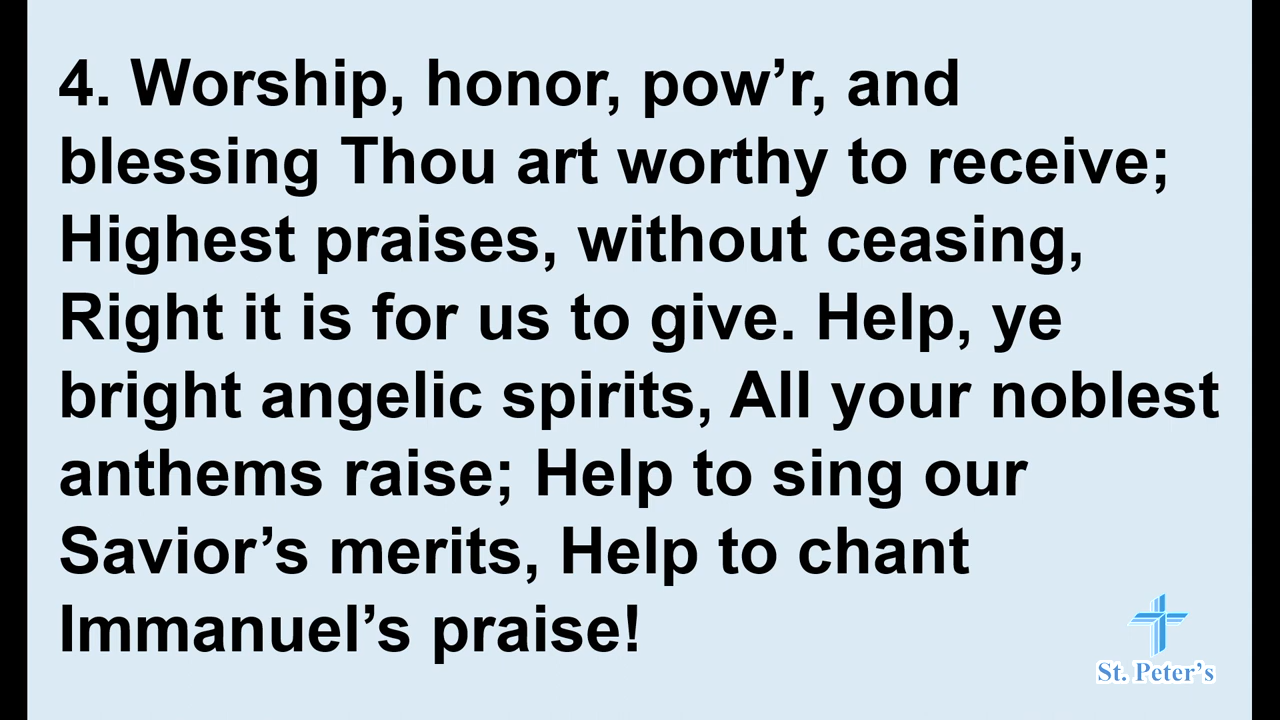 4. Worship, honor, pow’r, and
blessing Thou art worthy to receive;
Highest praises, without ceasing,
Right it is for us to give. Help, ye
bright angelic spirits, All your noblest
anthems raise; Help to sing our
Savior’s merits, Help to chant
Immanuel’s praise!
St. Peter’s